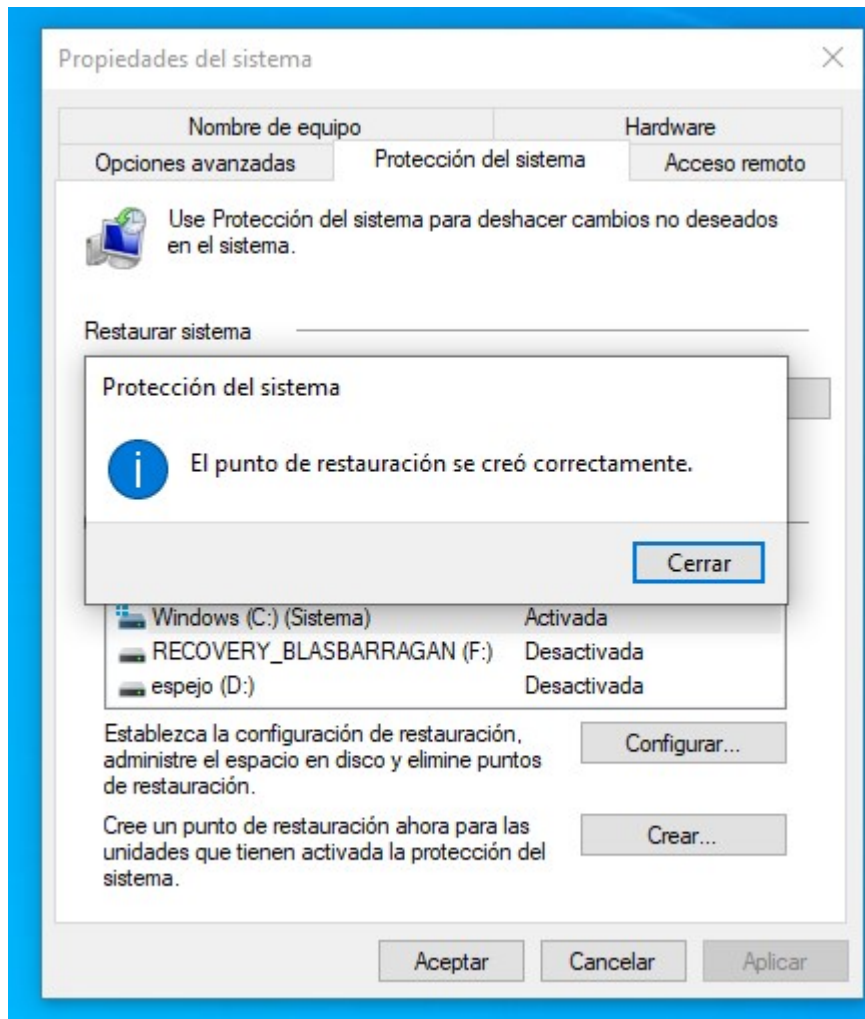 Propiedades del sistema
Nombre de equipo
Hardware
Opciones avanzadas
Protección del sistema
Acceso remoto
Use Protección del sistema para deshacer cambios no deseados
en el sistema.
Restaurar sistema
Protección del sistema
El punto de restauración se creó correctamente.
Cerrar
Windows (C:) (Sistema) Activada
RECOVERY_BLASBARRAGAN (F:) Desactivada
espejo (D:) Desactivada
Establezca la configuración de restauración,
administre el espacio en disco y elimine puntos
de restauración.
Configurar...
Cree un punto de restauración ahora para las
unidades que tienen activada la protección del
sistema.
Crear...
Aceptar
Cancelar
Aplicar